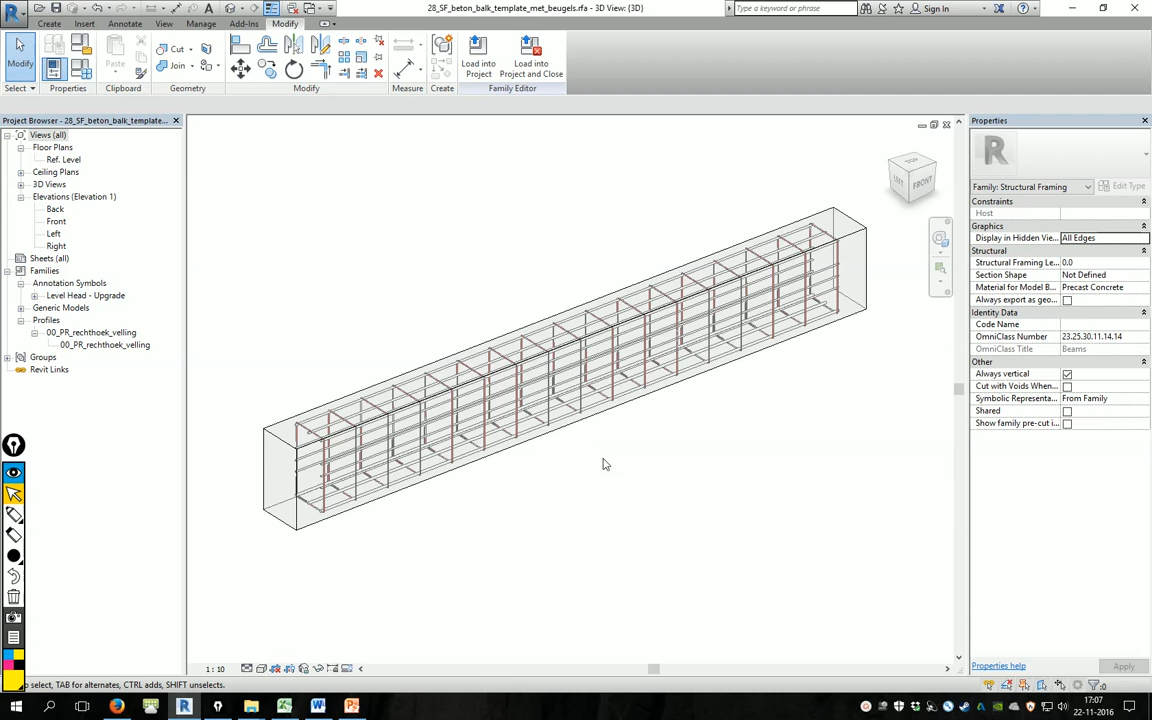 28_SF_beton_balk_template_met_beugels.rfa - 3D View: {3D}
Type a keyword or phrase
Sign In
Create Insert Annotate View Manage Add-Ins Modify
Modify
Paste
Cut
Join
Load into
Project
Load into
Project and Close
Select Properties Clipboard Geometry Modify Measure Create Family Editor
Project Browser - 28_SF_beton_balk_template...
Views (all)
Floor Plans
Ref. Level
Ceiling Plans
3D Views
Elevations (Elevation 1)
Back
Front
Left
Right
Sheets (all)
Families
Annotation Symbols
Level Head - Upgrade
Generic Models
Profiles
00_PR_rechthoek_velling
00_PR_rechthoek_velling
Groups
Revit Links
TOP
LEFT
FRONT
Properties
R
Family: Structural Framing
Edit Type
Constraints
Host
Graphics
Display in Hidden Vie... All Edges
Structural
Structural Framing Le... 0.0
Section Shape Not Defined
Material for Model B... Precast Concrete
Always export as geo...
Identity Data
Code Name
OmniClass Number 23.25.30.11.14.14
OmniClass Title Beams
Other
Always vertical
Cut with Voids When...
Symbolic Representa... From Family
Shared
Show family pre-cut i...
Properties help
Apply
1 : 10
o select, TAB for alternates, CTRL adds, SHIFT unselects.
:0
17:07
22-11-2016